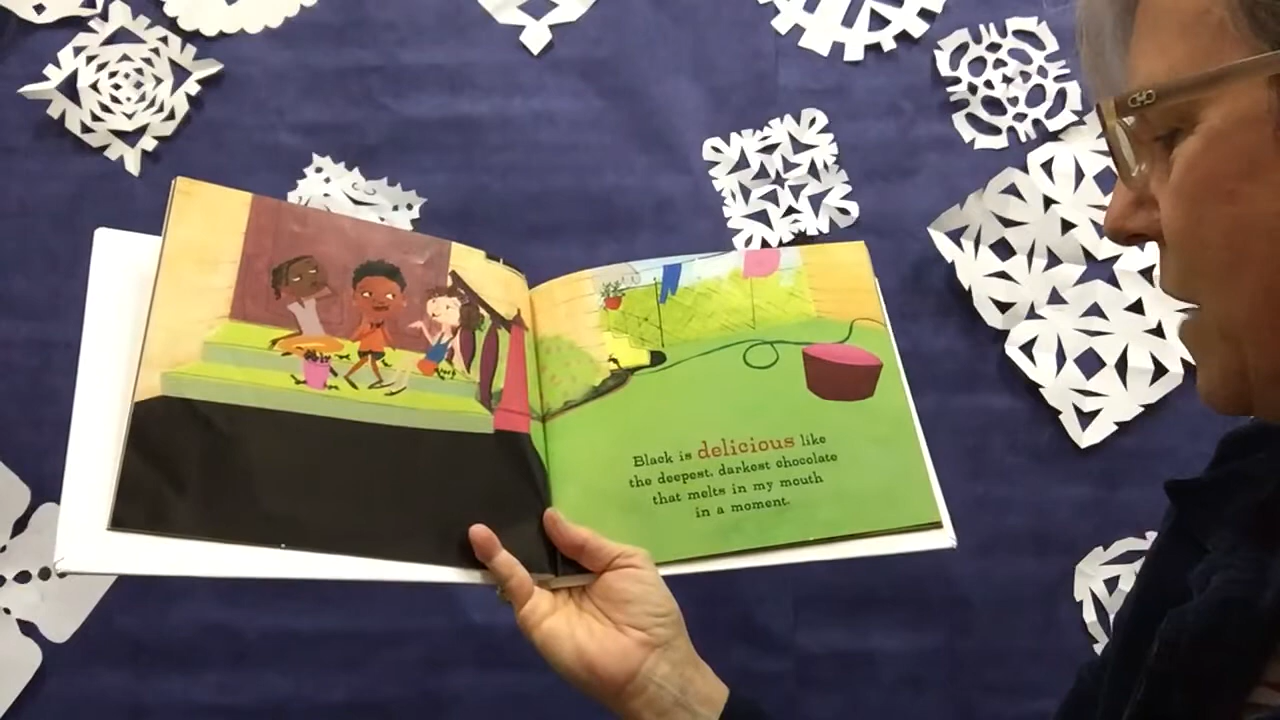 Black is delicious like
the deepest, darkest chocolate
that melts in my mouth
in a moment.